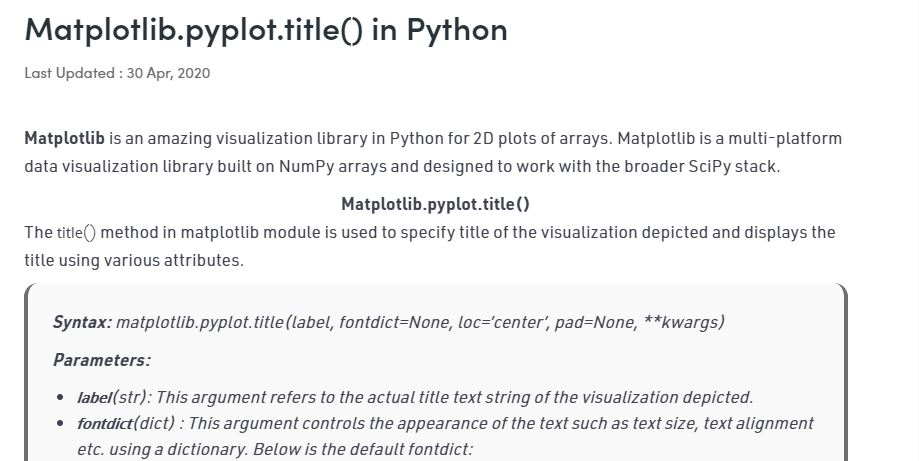 Matplotlib.pyplot.title() in Python
Last Updated : 30 Apr, 2020
Matplotlib is an amazing visualization library in Python for 2D plots of arrays. Matplotlib is a multi-platform
data visualization library built on NumPy arrays and designed to work with the broader SciPy stack.
Matplotlib.pyplot.title()
The title() method in matplotlib module is used to specify title of the visualization depicted and displays the
title using various attributes.
Syntax: matplotlib.pyplot.title(label, fontdict=None, loc=’center’, pad=None, **kwargs)
Parameters:
• label(str): This argument refers to the actual title text string of the visualization depicted.
• fontdict(dict) : This argument controls the appearance of the text such as text size, text alignment
etc. using a dictionary. Below is the default fontdict: